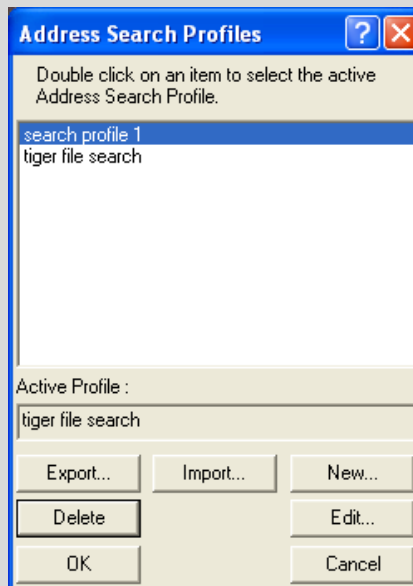 Address Search Profiles
Double click on an item to select the active
Address Search Profile.
search profile 1
tiger file search
Active Profile :
tiger file search
Export... Import... New...
Delete Edit...
OK Cancel